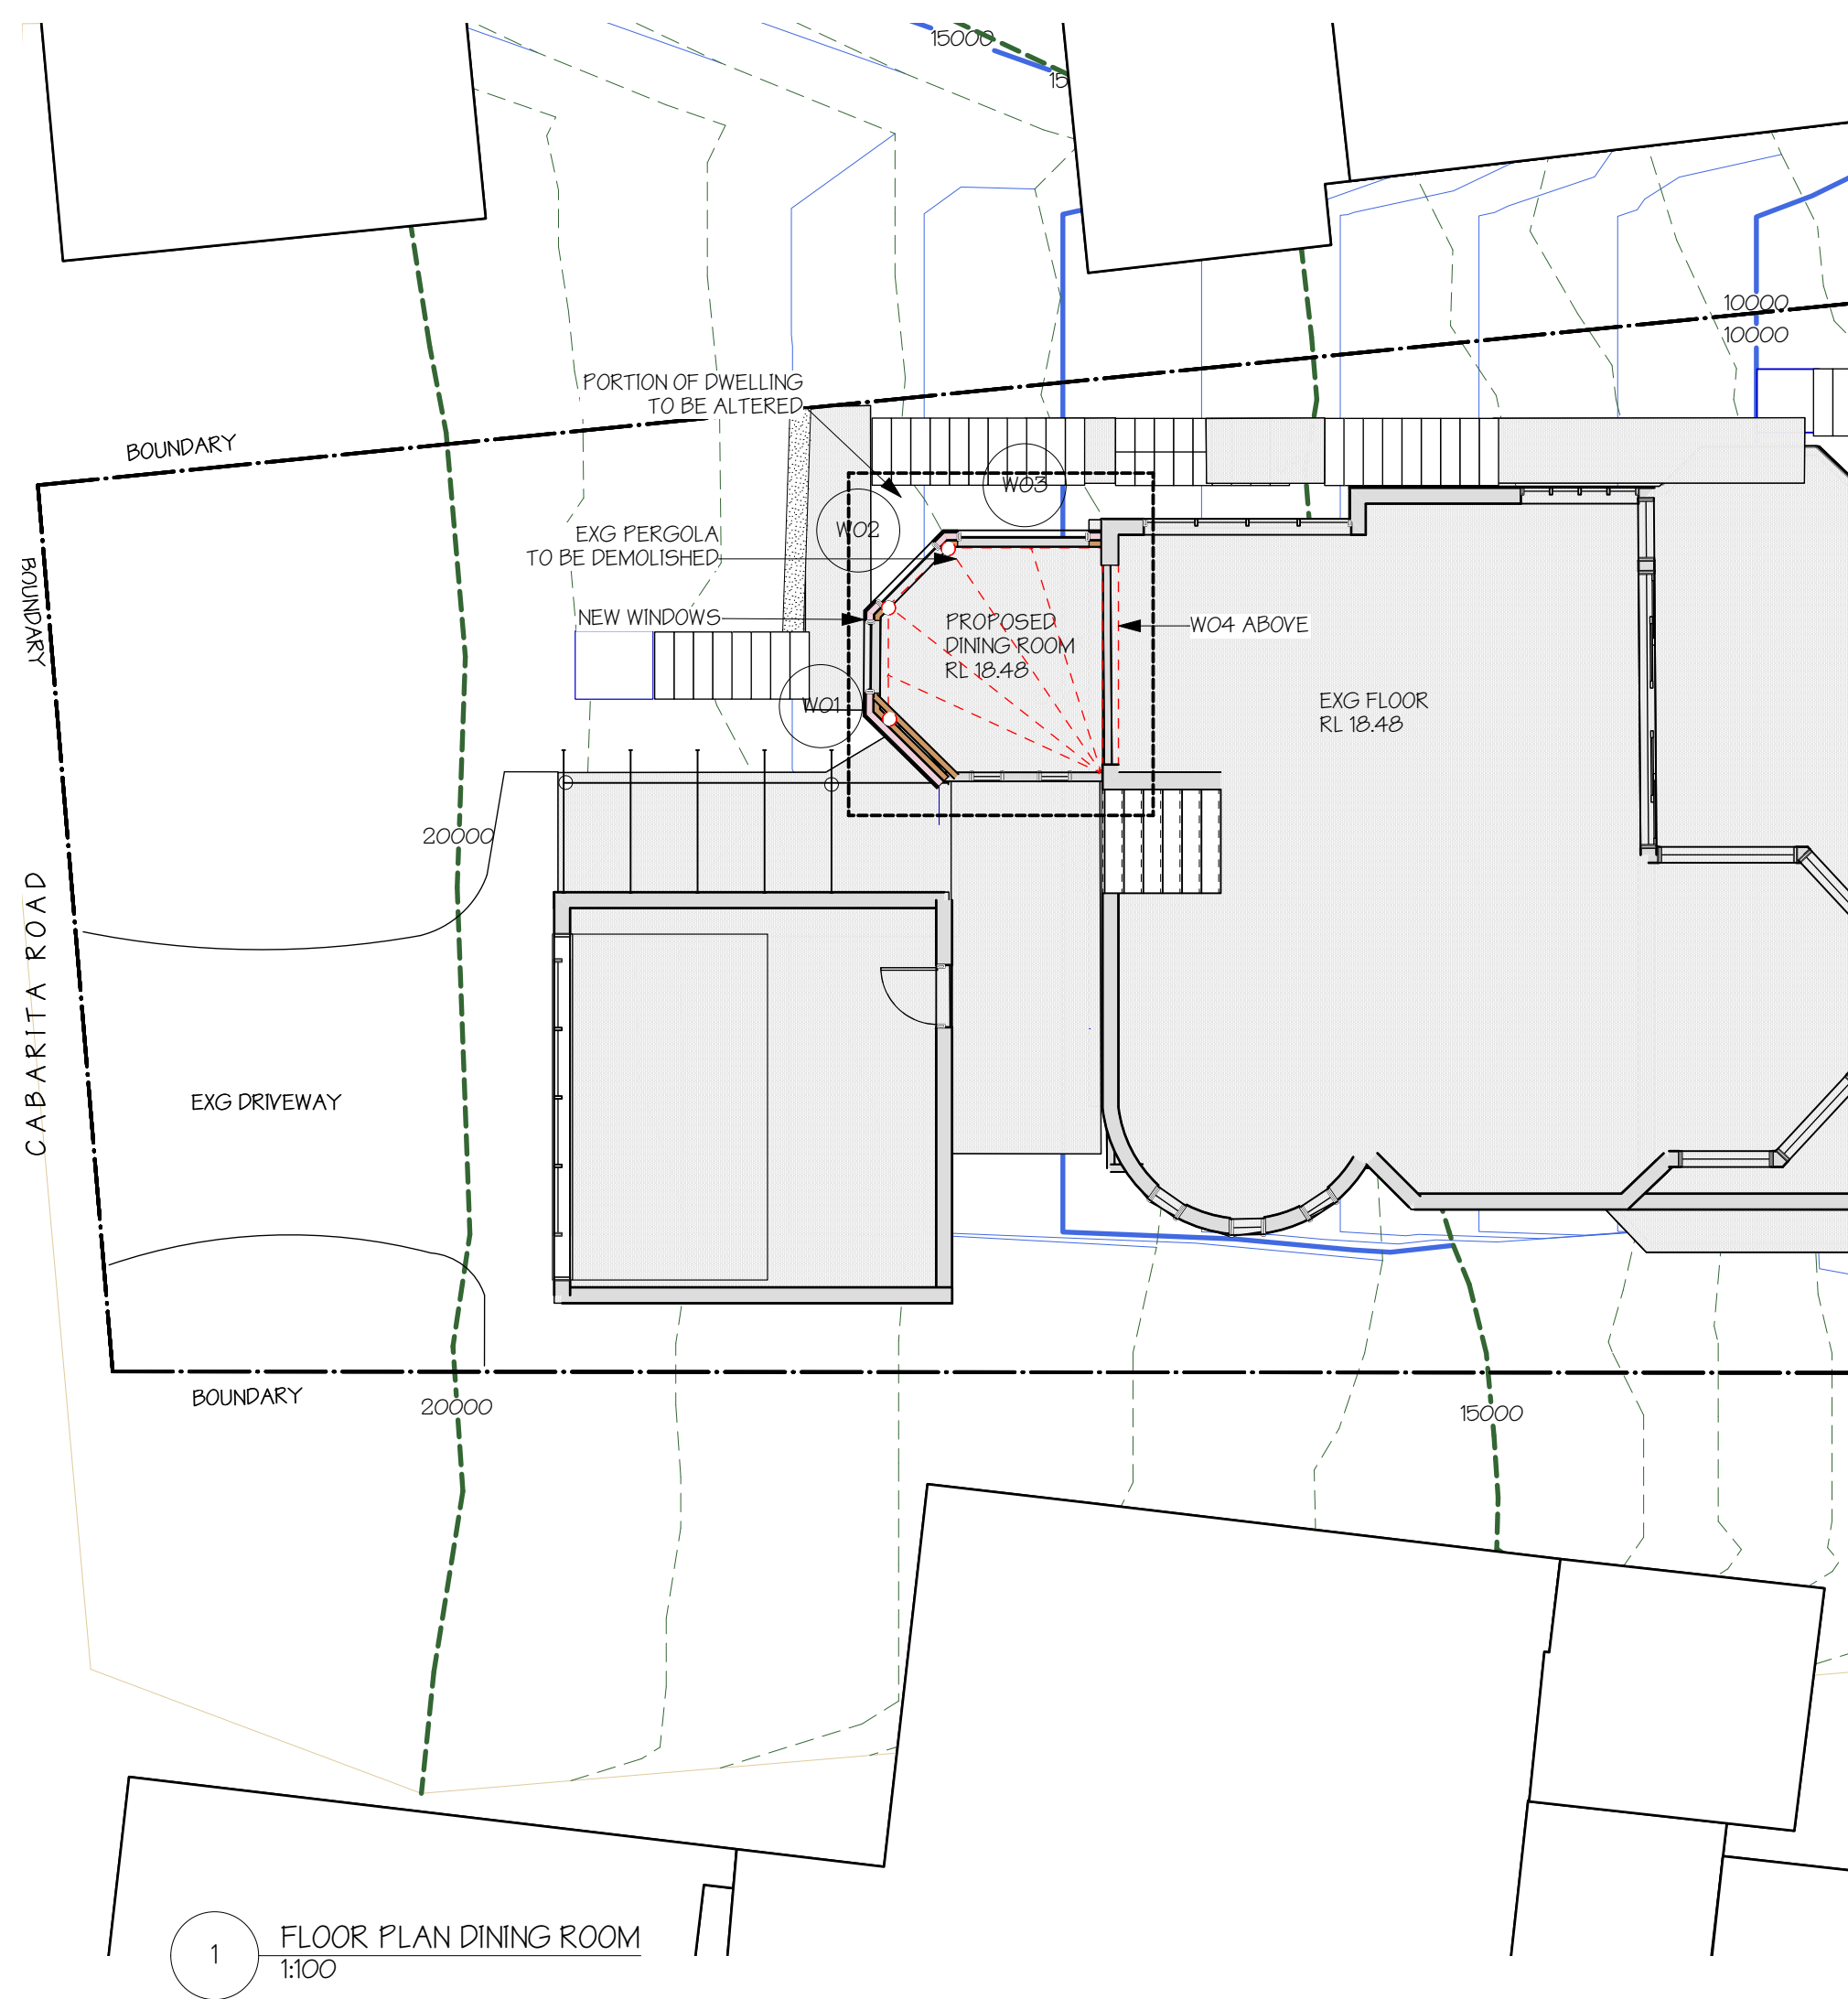 15000
15
10000
10000
PORTION OF DWELLING
TO BE ALTERED
BOUNDARY
W03
W02
EXG PERGOLA
TO BE DEMOLISHED
BOUNDARY
NEW WINDOWS
PROPOSED
DINING ROOM
RL 18.48
W04 ABOVE
W01
EXG FLOOR
RL 18.48
20000
CABARITA ROAD
EXG DRIVEWAY
BOUNDARY
20000
15000
1
FLOOR PLAN DINING ROOM
1:100